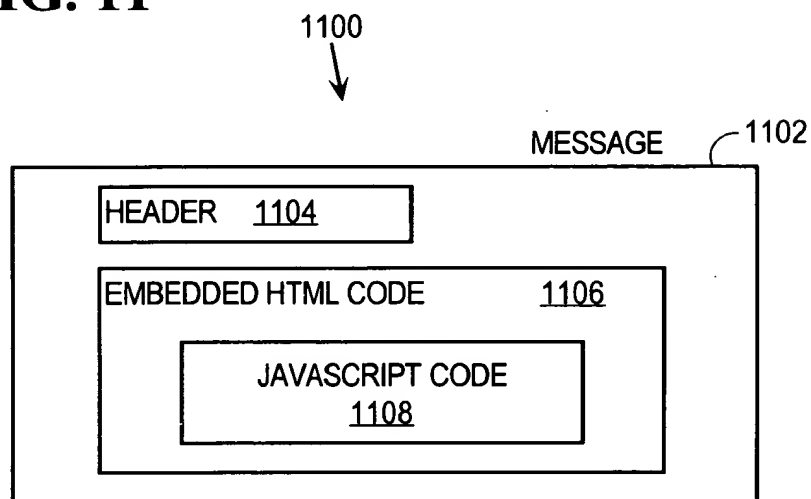 FIG. 11
1100
MESSAGE 1102
HEADER 1104
EMBEDDED HTML CODE 1106
JAVASCRIPT CODE
1108